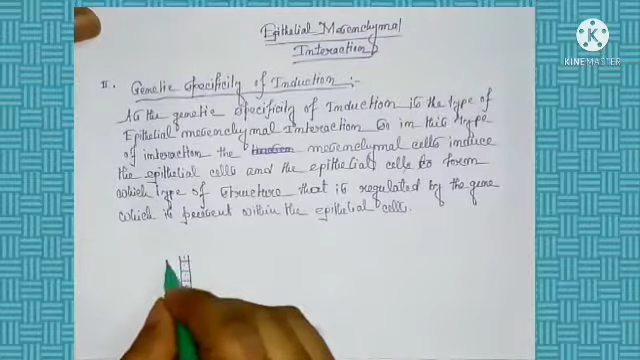 Epithelial Mesenchymal
Interaction
II. Genetic Specificity of Induction :-
As the genetic specificity of Induction is the type of
Epithelial mesenchymal Interaction so in this type
of interaction the mesenchymal cells induce
the epithelial cells and the epithelial cells to form
which type of structure that is regulated by the gene
which is present within the epithelial cells.
KINEMASTER